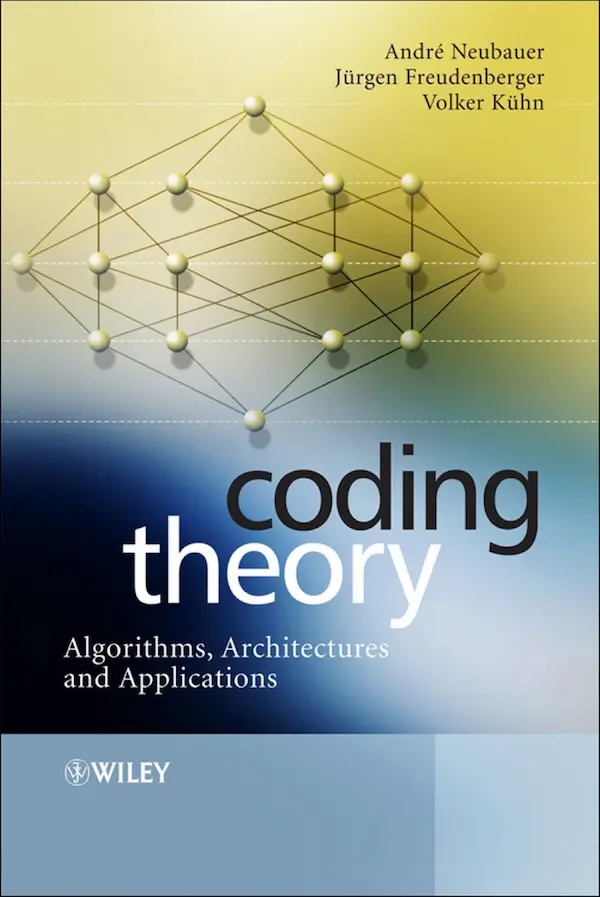 André Neubauer
Jürgen Freudenberger
Volker Kühn
coding
theory
Algorithms, Architectures
and Applications
WILEY